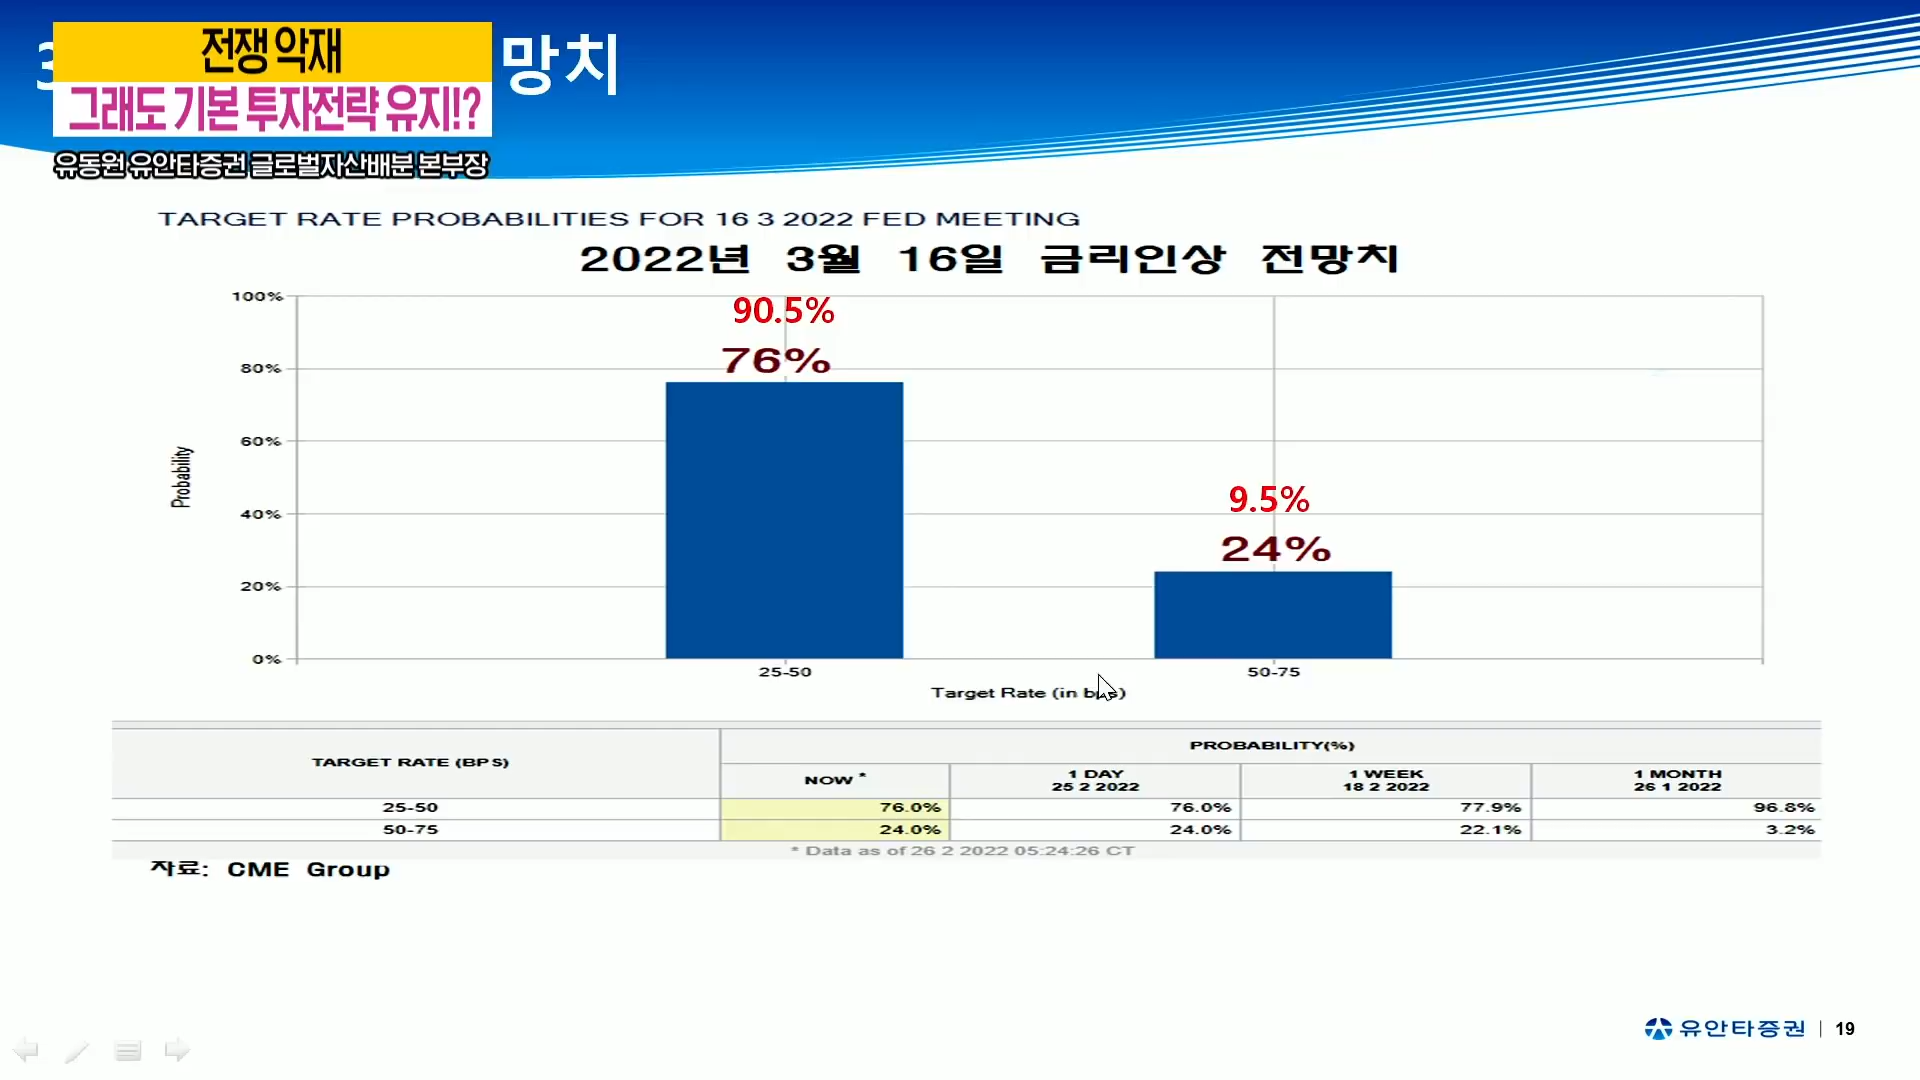 전쟁 악재
망치
그래도 기본 투자전략 유지!?
유동원 유안타증권 글로벌자산배분 본부장
TARGET RATE PROBABILITIES FOR 16 3 2022 FED MEETING
2022년 3월 16일 금리인상 전망치
100%
90.5%
76%
80%
60%
Probability
9.5%
40%
24%
20%
0%
25-50
50-75
Target Rate (in bps)
TARGET RATE (BPS)
PROBABILITY(%)
NOW *
1 DAY
25 2 2022
1 WEEK
18 2 2022
1 MONTH
26 1 2022
25-50 76.0% 76.0% 77.9% 96.8%
50-75 24.0% 24.0% 22.1% 3.2%
* Data as of 26 2 2022 05:24:26 CT
자료: CME Group
유안타증권 | 19